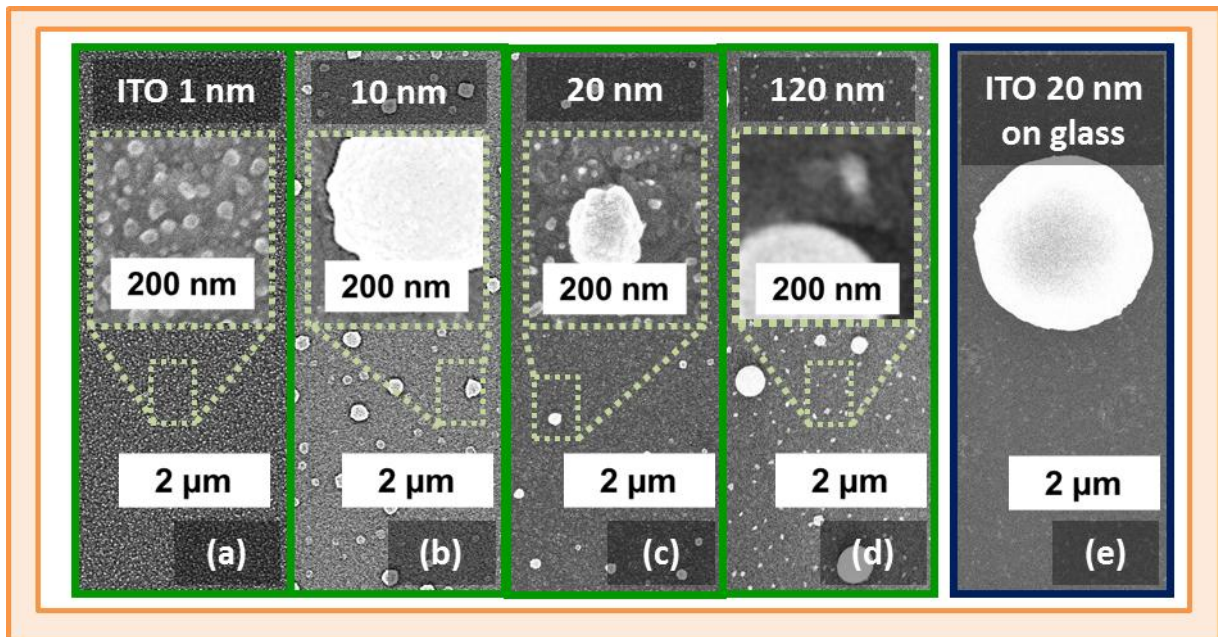 ITO 1 nm
200 nm
2 µm
(a)
10 nm
200 nm
2 µm
(b)
20 nm
200 nm
2 µm
(c)
120 nm
200 nm
2 µm
(d)
ITO 20 nm
on glass
2 µm
(e)